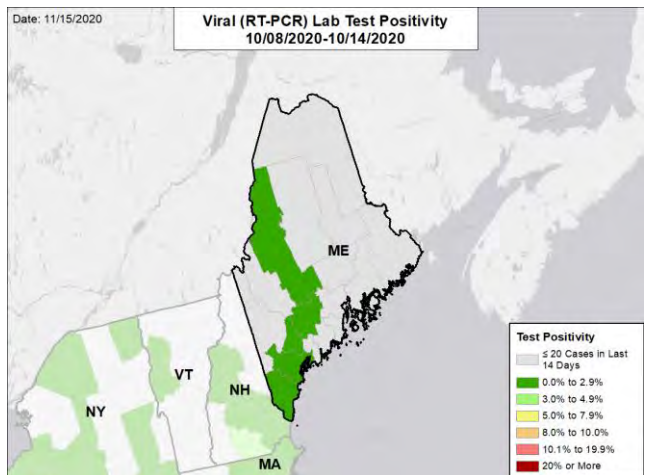 Date: 11/15/2020
Viral (RT-PCR) Lab Test Positivity
10/08/2020-10/14/2020
ME
VT
NH
NY
MA
Test Positivity
≤ 20 Cases in Last
14 Days
0.0% to 2.9%
3.0% to 4.9%
5.0% to 7.9%
8.0% to 10.0%
10.1% to 19.9%
20% or More